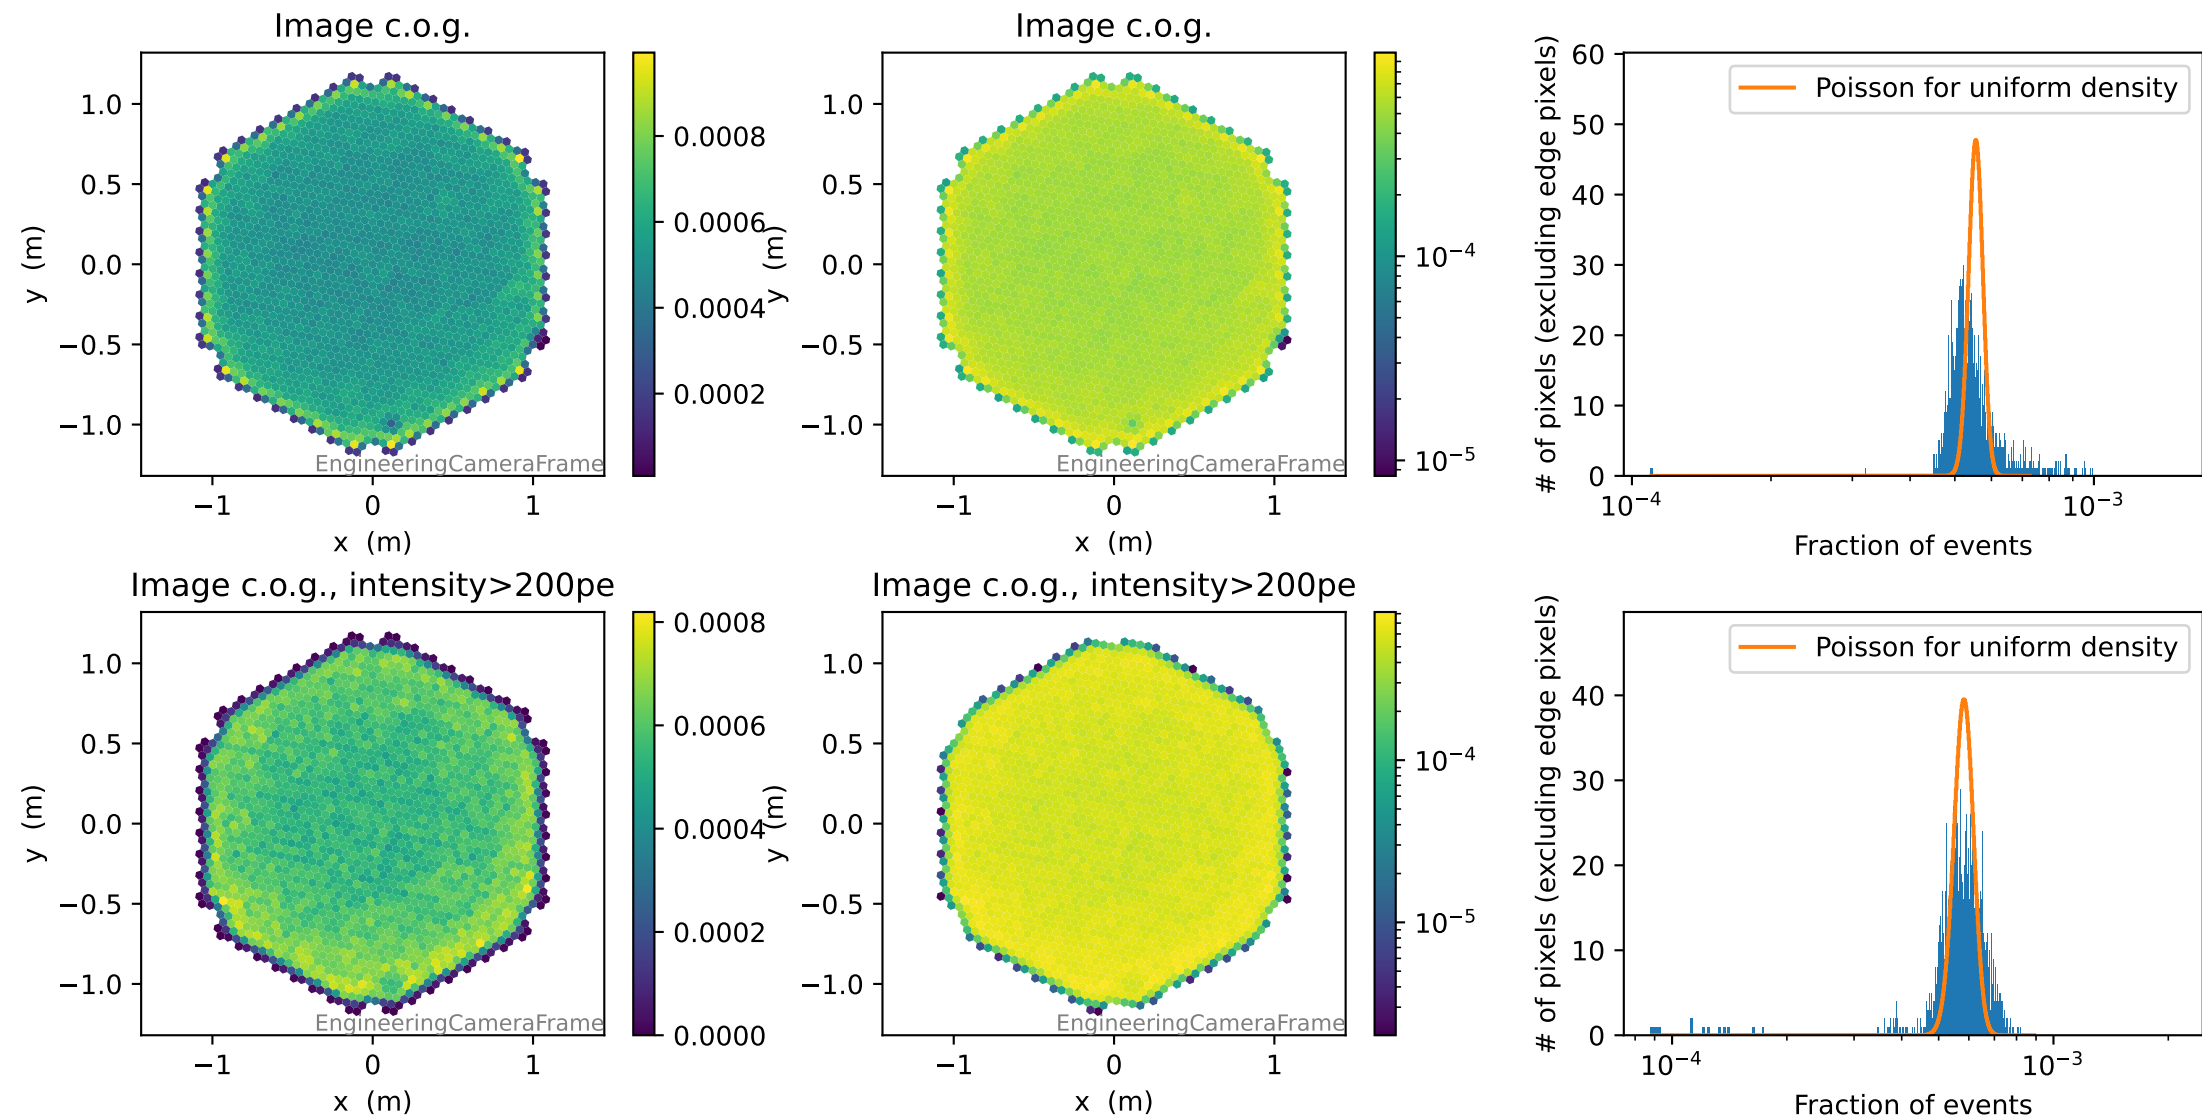 Image c.o.g.
1.0
0.5
0.0
−0.5
−1.0
y (m)
−1
0
1
x (m)
EngineeringCameraFrame
0.0008
0.0006
0.0004
0.0002
Image c.o.g.
1.0
0.5
0.0
−0.5
−1.0
y (m)
−1
0
1
x (m)
EngineeringCameraFrame
10⁻⁴
10⁻⁵
# of pixels (excluding edge pixels)
60
50
40
30
20
10
0
Poisson for uniform density
10⁻⁴
10⁻³
Fraction of events
Image c.o.g., intensity>200pe
1.0
0.5
0.0
−0.5
−1.0
y (m)
−1
0
1
x (m)
EngineeringCameraFrame
0.0008
0.0006
0.0004
0.0002
0.0000
Image c.o.g., intensity>200pe
1.0
0.5
0.0
−0.5
−1.0
y (m)
−1
0
1
x (m)
EngineeringCameraFrame
10⁻⁴
10⁻⁵
# of pixels (excluding edge pixels)
40
30
20
10
0
Poisson for uniform density
10⁻⁴
10⁻³
Fraction of events